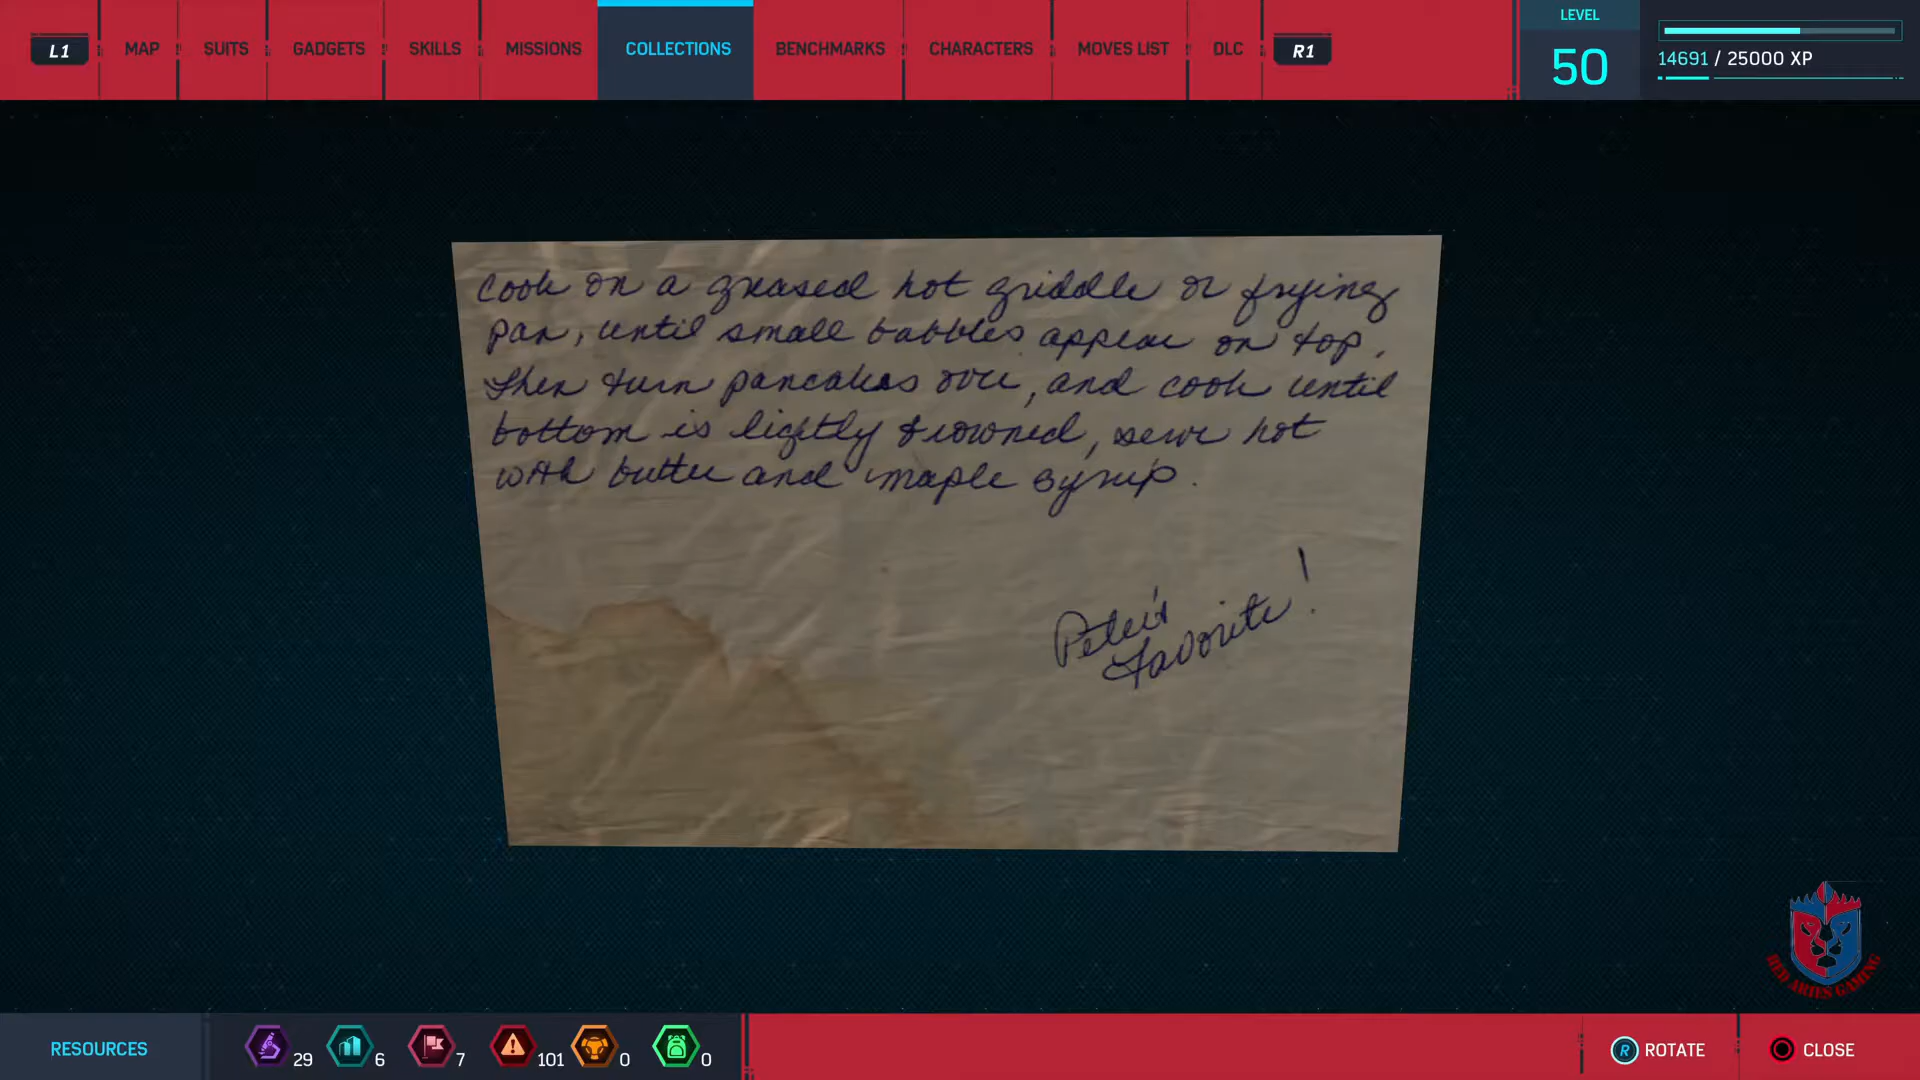 L1 MAP SUITS GADGETS SKILLS MISSIONS COLLECTIONS BENCHMARKS CHARACTERS MOVES LIST DLC R1
LEVEL
50
14691 / 25000 XP
Cook on a greased hot griddle or frying
pan, until small bubbles appear on top.
Then turn pancakes over, and cook until
bottom is lightly browned, serve hot
with butter and maple syrup.
Peter's
favorite!
RED ARIES GAMING
RESOURCES 29 6 7 101 0 0
R ROTATE CLOSE